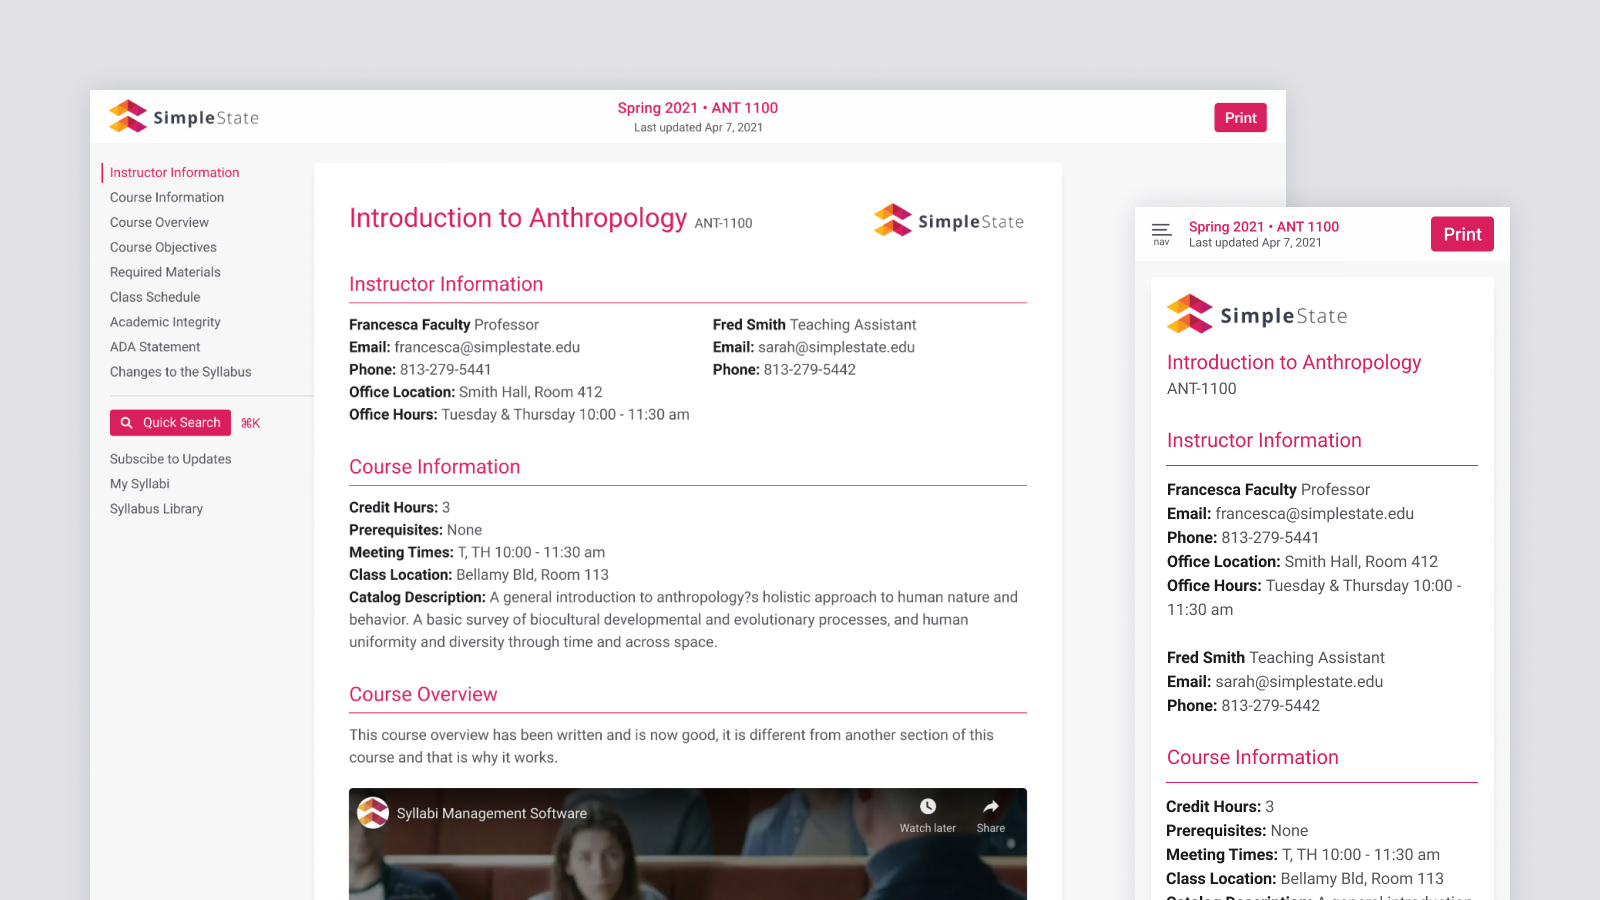 SimpleState
Spring 2021 • ANT 1100
Last updated Apr 7, 2021
Print
Instructor Information
Course Information
Course Overview
Course Objectives
Required Materials
Class Schedule
Academic Integrity
ADA Statement
Changes to the Syllabus
Quick Search ⌘K
Subscibe to Updates
My Syllabi
Syllabus Library
Introduction to Anthropology ANT-1100
SimpleState
Instructor Information
Francesca Faculty Professor
Email: francesca@simplestate.edu
Phone: 813-279-5441
Office Location: Smith Hall, Room 412
Office Hours: Tuesday & Thursday 10:00 - 11:30 am
Fred Smith Teaching Assistant
Email: sarah@simplestate.edu
Phone: 813-279-5442
Course Information
Credit Hours: 3
Prerequisites: None
Meeting Times: T, TH 10:00 - 11:30 am
Class Location: Bellamy Bld, Room 113
Catalog Description: A general introduction to anthropology?s holistic approach to human nature and
behavior. A basic survey of biocultural developmental and evolutionary processes, and human
uniformity and diversity through time and across space.
Course Overview
This course overview has been written and is now good, it is different from another section of this
course and that is why it works.
Syllabi Management Software
Watch later
Share
nav
Spring 2021 • ANT 1100
Last updated Apr 7, 2021
Print
SimpleState
Introduction to Anthropology
ANT-1100
Instructor Information
Francesca Faculty Professor
Email: francesca@simplestate.edu
Phone: 813-279-5441
Office Location: Smith Hall, Room 412
Office Hours: Tuesday & Thursday 10:00 -
11:30 am
Fred Smith Teaching Assistant
Email: sarah@simplestate.edu
Phone: 813-279-5442
Course Information
Credit Hours: 3
Prerequisites: None
Meeting Times: T, TH 10:00 - 11:30 am
Class Location: Bellamy Bld, Room 113
Catalog Description: A general introduction